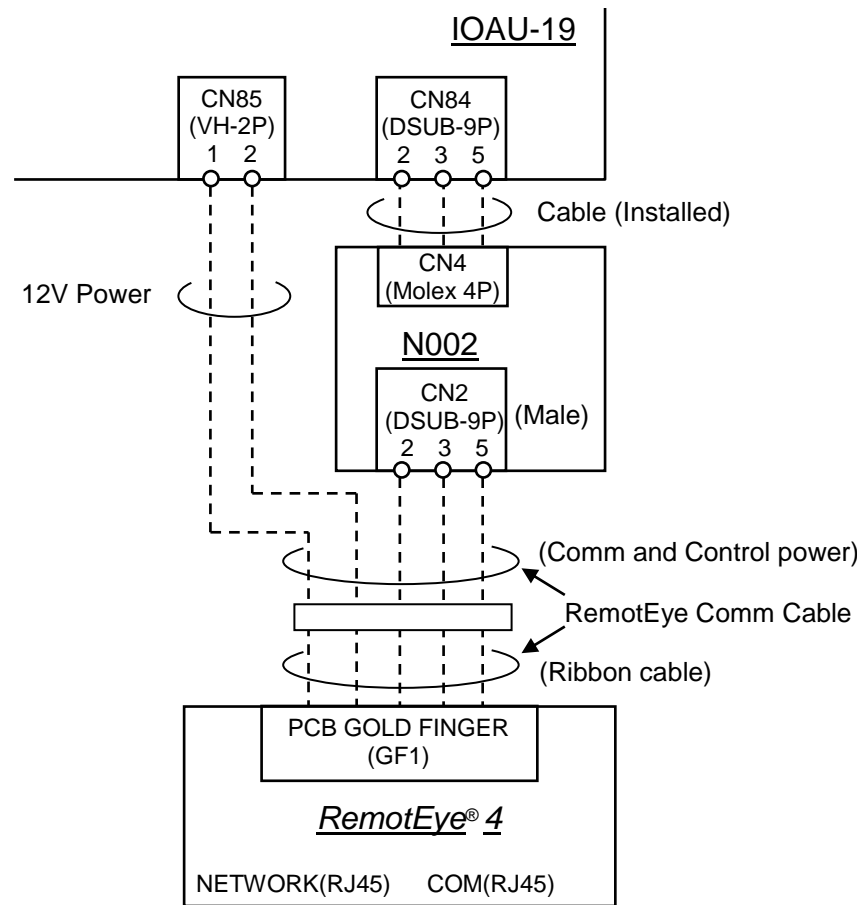 IOAU-19
CN85
(VH-2P)
1 2
CN84
(DSUB-9P)
2 3 5
Cable (Installed)
CN4
(Molex 4P)
12V Power
N002
CN2
(DSUB-9P)
(Male)
2 3 5
(Comm and Control power)
RemotEye Comm Cable
(Ribbon cable)
PCB GOLD FINGER
(GF1)
RemotEye® 4
NETWORK(RJ45) COM(RJ45)